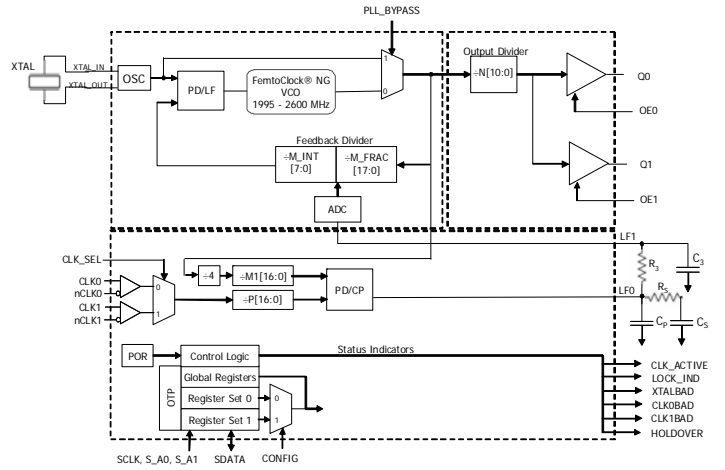 PLL_BYPASS
XTAL
XTAL_IN
XTAL_OUT
OSC
PD/LF
FemtoClock® NG
VCO
1995 - 2600 MHz
1
0
Output Divider
÷N[10:0]
Q0
OE0
Q1
OE1
Feedback Divider
÷M_INT
[7:0]
÷M_FRAC
[17:0]
ADC
LF1
CLK_SEL
CLK0
nCLK0
CLK1
nCLK1
0
1
÷4
÷M1[16:0]
÷P[16:0]
PD/CP
LF0
R3
C3
RS
CP
CS
POR
Control Logic
Status Indicators
OTP
Global Registers
Register Set 0
Register Set 1
0
1
CLK_ACTIVE
LOCK_IND
XTALBAD
CLK0BAD
CLK1BAD
HOLDOVER
SCLK, S_A0, S_A1
SDATA
CONFIG